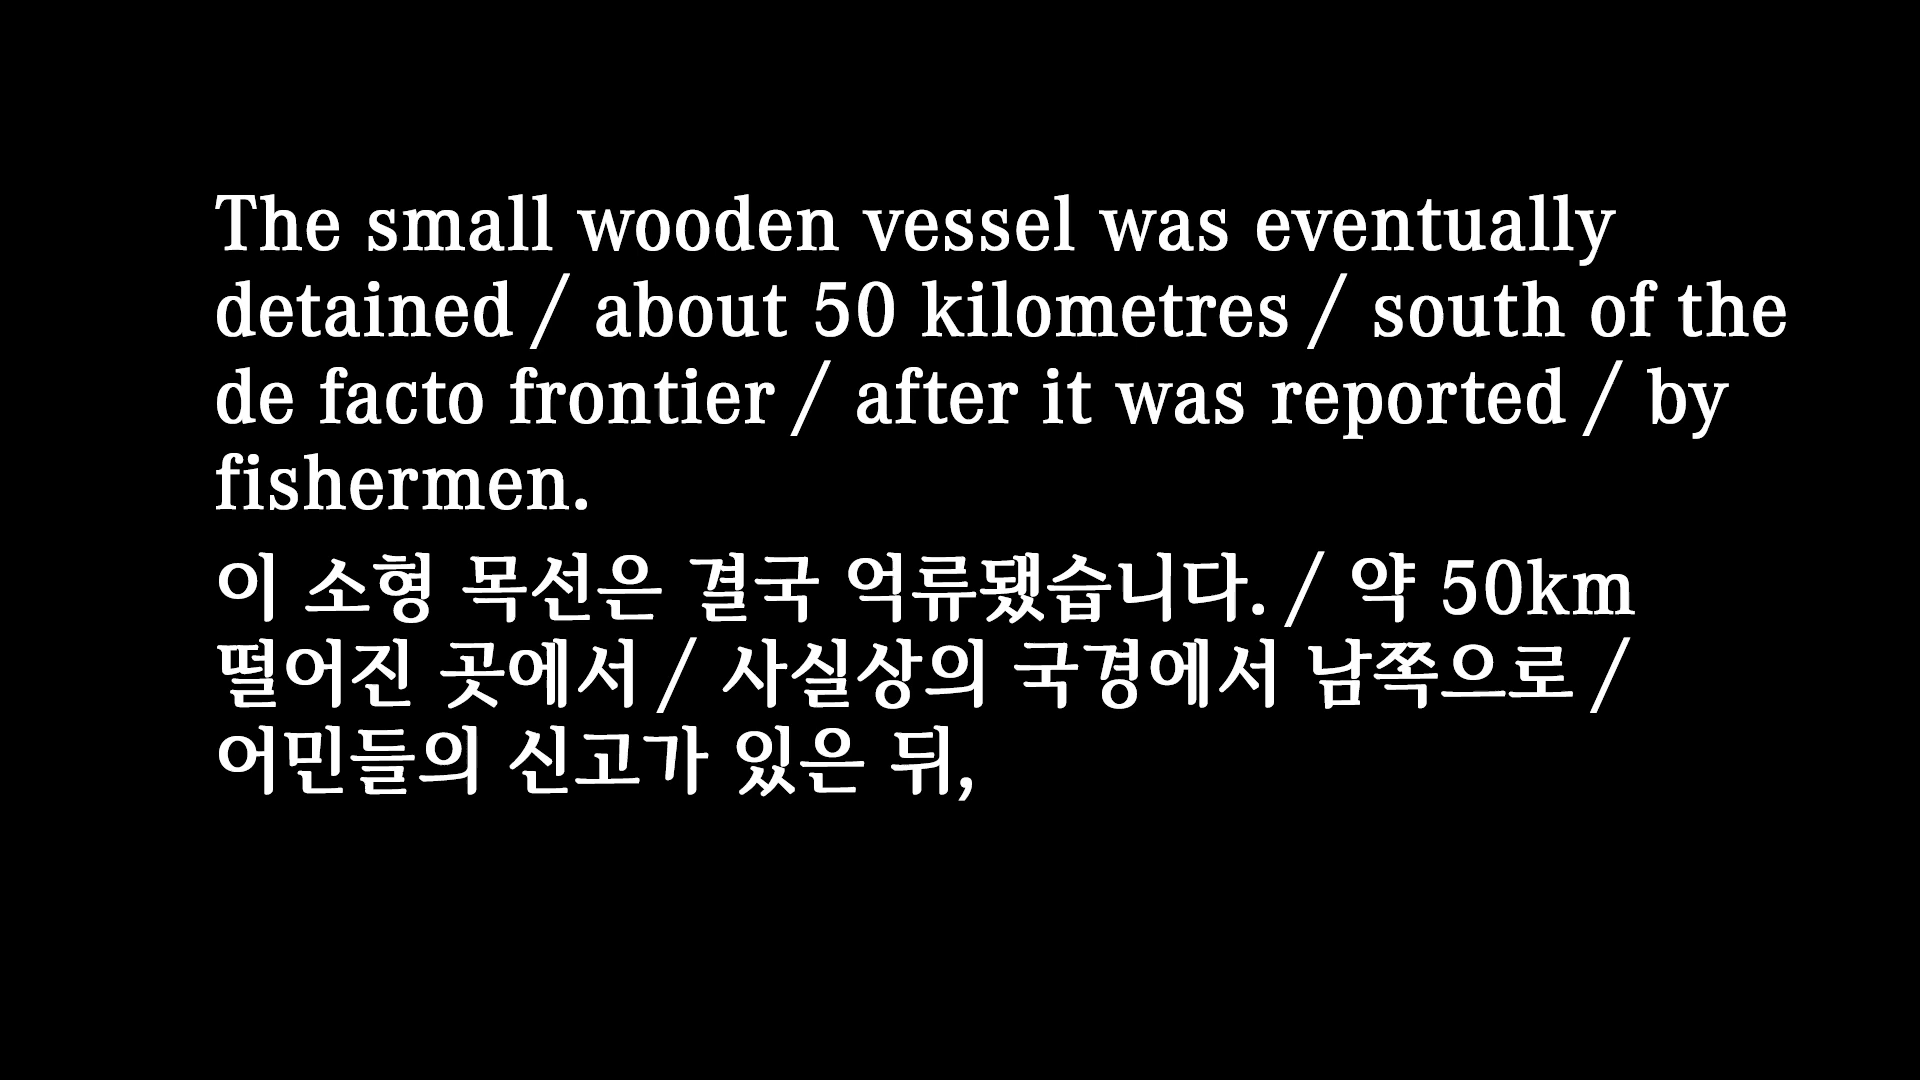 The small wooden vessel was eventually
detained / about 50 kilometres / south of the
de facto frontier / after it was reported / by
fishermen.
이 소형 목선은 결국 억류됐습니다. / 약 50km
떨어진 곳에서 / 사실상의 국경에서 남쪽으로 /
어민들의 신고가 있은 뒤,